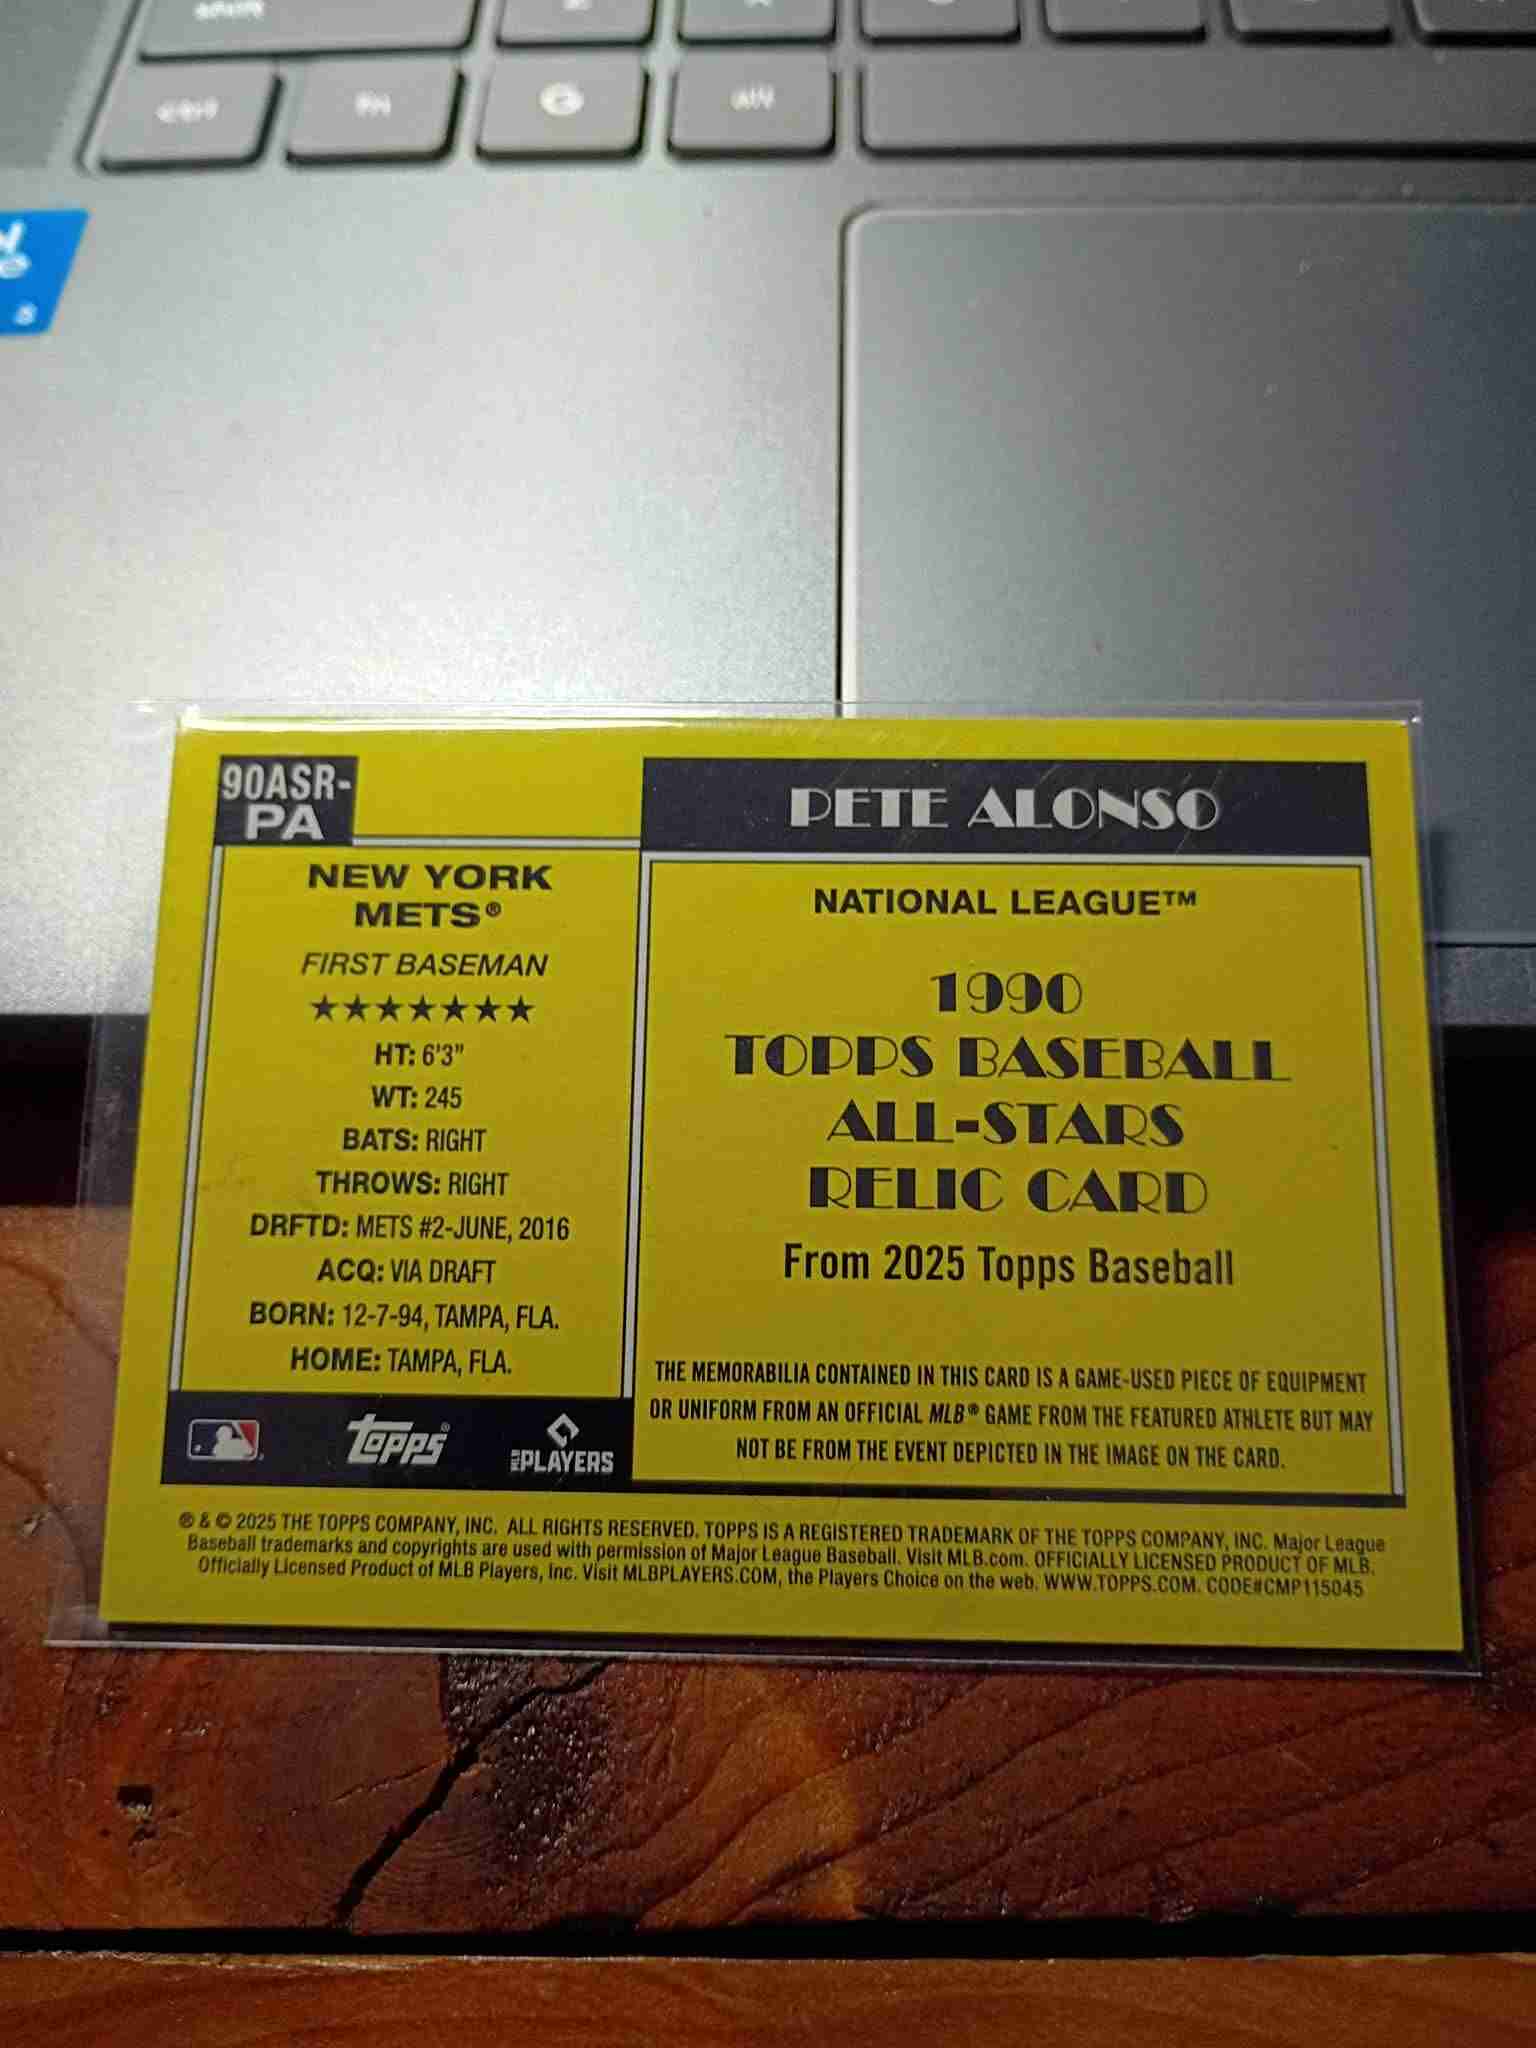 Fn
G
alt
90ASR-
PA
PETE ALONSO
NEW YORK
METS®
FIRST BASEMAN
★★★★★★★
HT: 6'3"
WT: 245
BATS: RIGHT
THROWS: RIGHT
DRFTD: METS #2-JUNE, 2016
ACQ: VIA DRAFT
BORN: 12-7-94, TAMPA, FLA.
HOME: TAMPA, FLA.
NATIONAL LEAGUE™
1990
TOPPS BASEBALL
ALL-STARS
RELIC CARD
From 2025 Topps Baseball
THE MEMORABILIA CONTAINED IN THIS CARD IS A GAME-USED PIECE OF EQUIPMENT
OR UNIFORM FROM AN OFFICIAL MLB® GAME FROM THE FEATURED ATHLETE BUT MAY
NOT BE FROM THE EVENT DEPICTED IN THE IMAGE ON THE CARD.
topps®
MLB PLAYERS
® & © 2025 THE TOPPS COMPANY, INC. ALL RIGHTS RESERVED. TOPPS IS A REGISTERED TRADEMARK OF THE TOPPS COMPANY, INC. Major League
Baseball trademarks and copyrights are used with permission of Major League Baseball. Visit MLB.com. OFFICIALLY LICENSED PRODUCT OF MLB.
Officially Licensed Product of MLB Players, Inc. Visit MLBPLAYERS.COM, the Players Choice on the web. WWW.TOPPS.COM. CODE#CMP115045